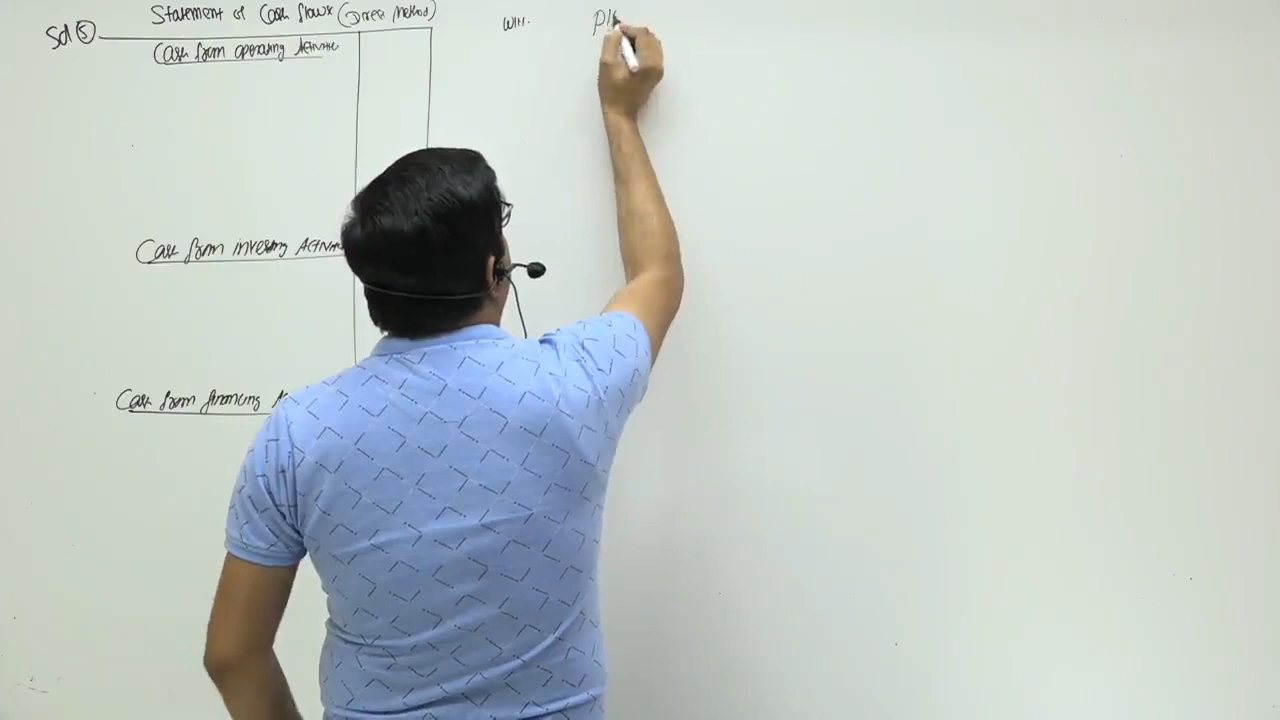 Statement of Cash flows (Direct Method)
Sol ⑤
Cash from operating Activities
Cash from investing Activities
Cash from financing A
W.N.
P/L